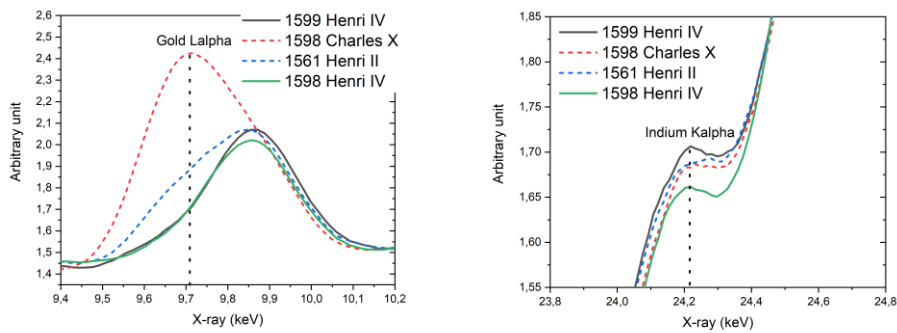 2,6
2,5
2,4
2,3
2,2
2,1
2,0
1,9
1,8
1,7
1,6
1,5
1,4
Arbitrary unit
Gold Lalpha
1599 Henri IV
1598 Charles X
1561 Henri II
1598 Henri IV
9,4 9,5 9,6 9,7 9,8 9,9 10,0 10,1 10,2
X-ray (keV)
1,85
1,80
1,75
1,70
1,65
1,60
1,55
Arbitrary unit
1599 Henri IV
1598 Charles X
1561 Henri II
1598 Henri IV
Indium Kalpha
23,8 24,0 24,2 24,4 24,6 24,8
X-ray (keV)